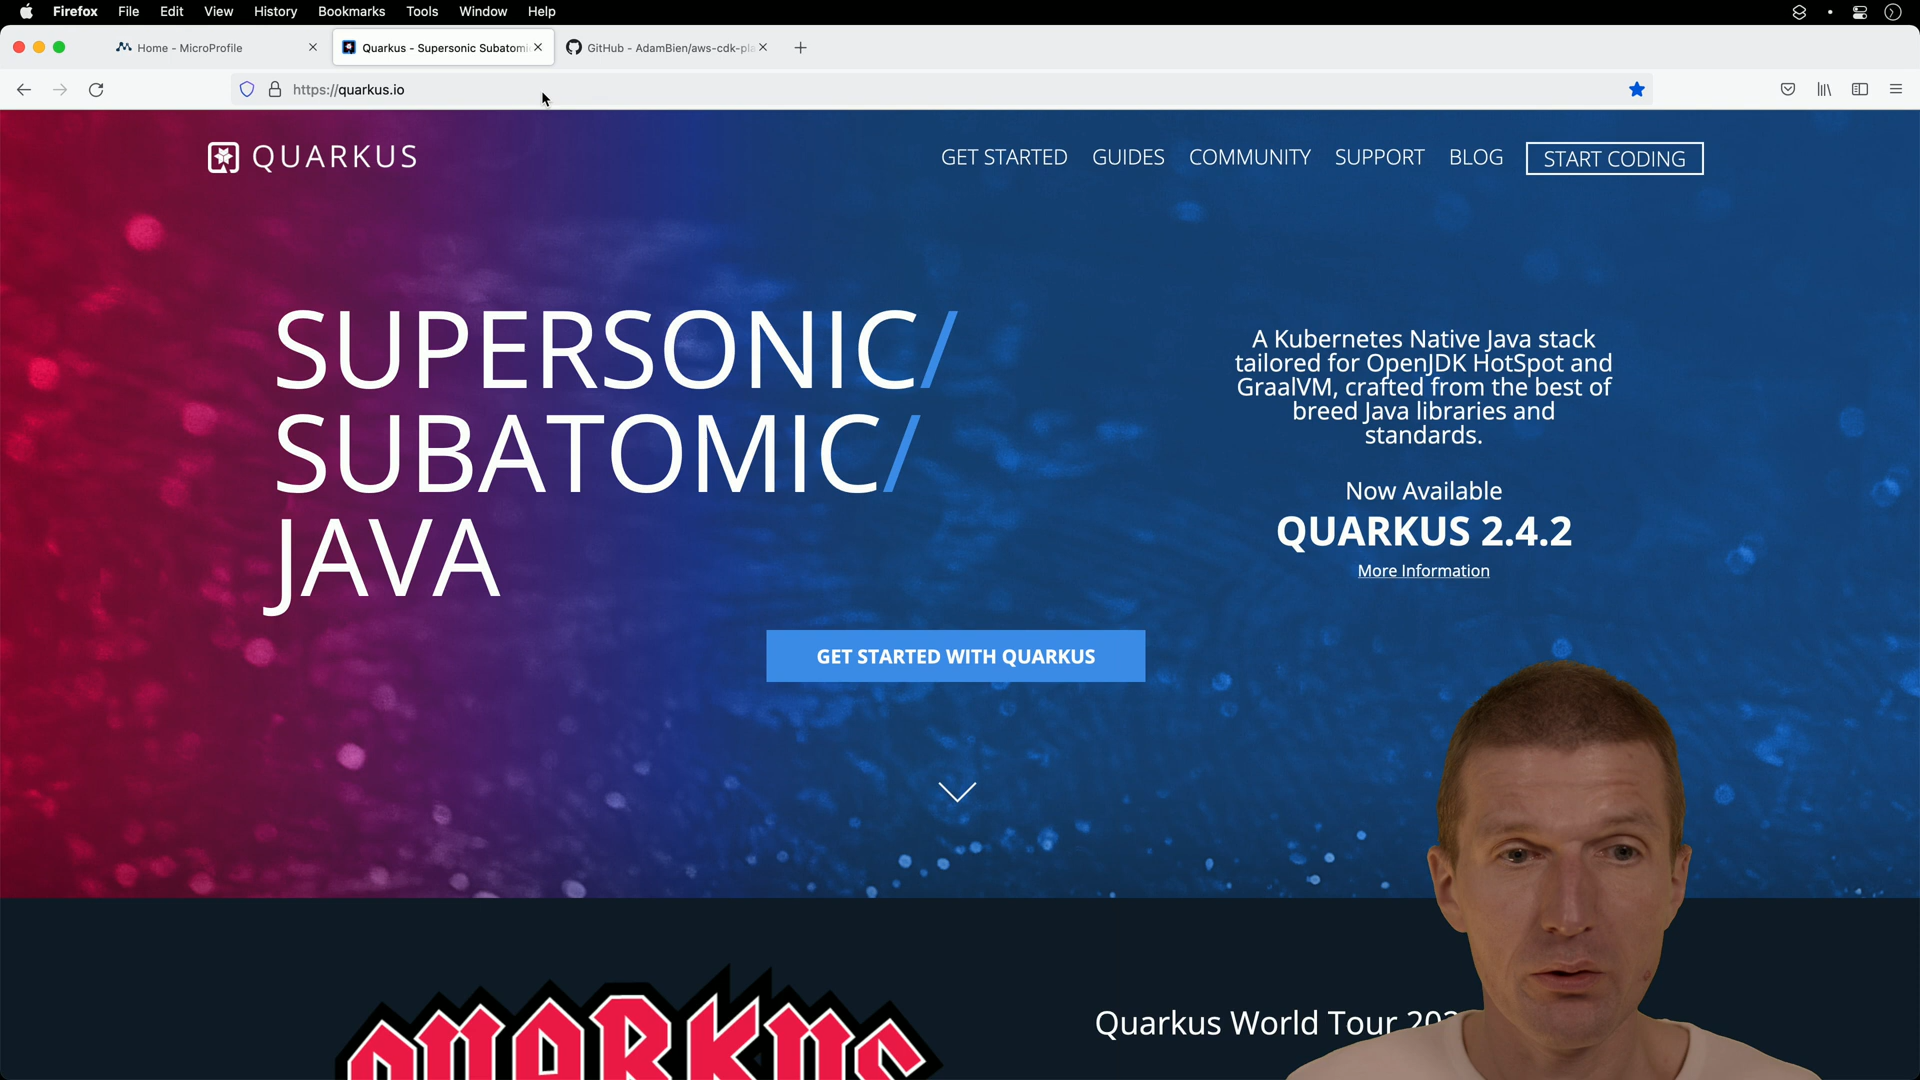 Firefox File Edit View History Bookmarks Tools Window Help
Home - MicroProfile
Quarkus - Supersonic Subatomi
GitHub - AdamBien/aws-cdk-pla
https://quarkus.io
QUARKUS
GET STARTED GUIDES COMMUNITY SUPPORT BLOG START CODING
SUPERSONIC/
SUBATOMIC/
JAVA
A Kubernetes Native Java stack
tailored for OpenJDK HotSpot and
GraalVM, crafted from the best of
breed Java libraries and
standards.
Now Available
QUARKUS 2.4.2
More Information
GET STARTED WITH QUARKUS
QUARKUS
Quarkus World Tour